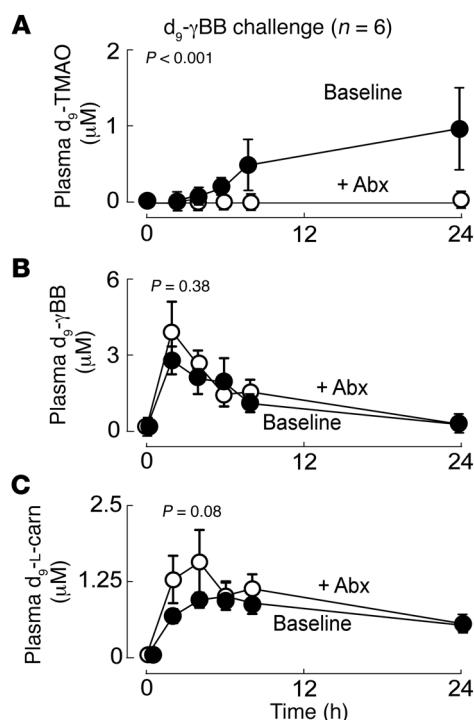 A
d₉-γBB challenge (n = 6)
P < 0.001
Plasma d₉-TMAO
(μM)
2
1
0
Baseline
+ Abx
0
12
24
B
P = 0.38
Plasma d₉-γBB
(μM)
6
3
0
+ Abx
Baseline
0
12
24
C
P = 0.08
Plasma d₉-L-carn
(μM)
2.5
1.25
0
+ Abx
Baseline
0
12
24
Time (h)